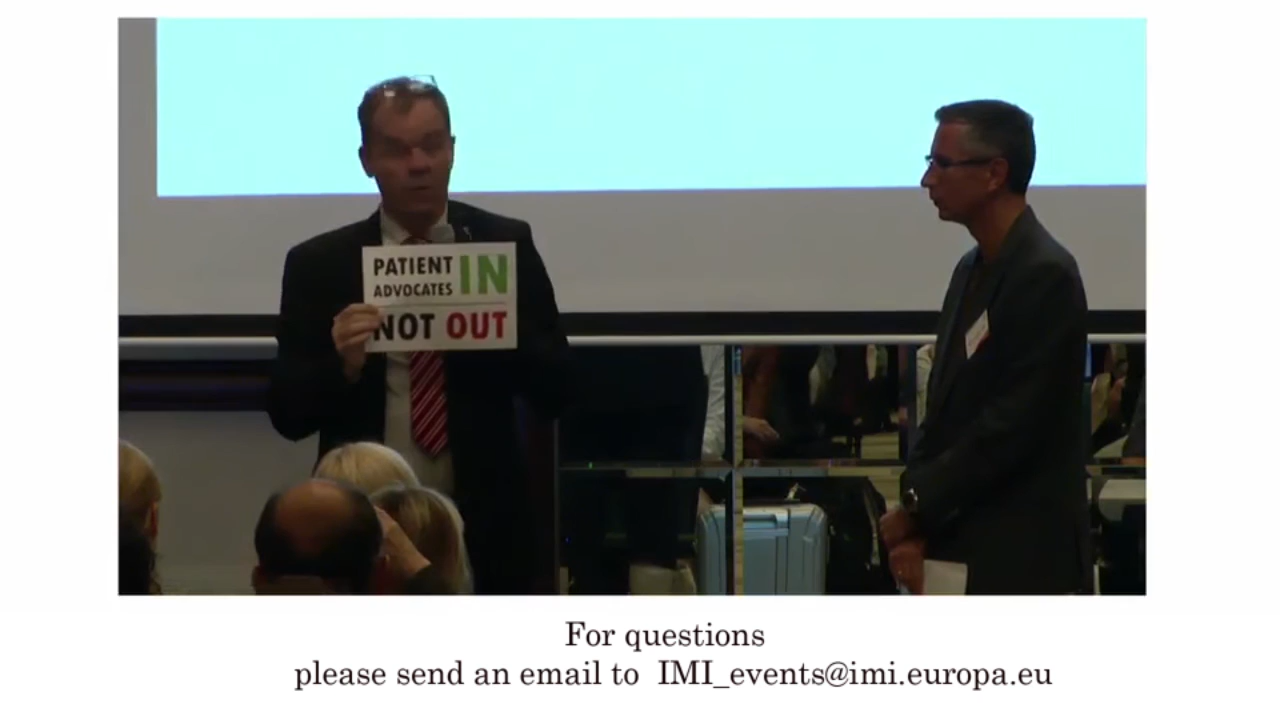 PATIENT IN
ADVOCATES
NOT OUT
For questions
please send an email to IMI_events@imi.europa.eu